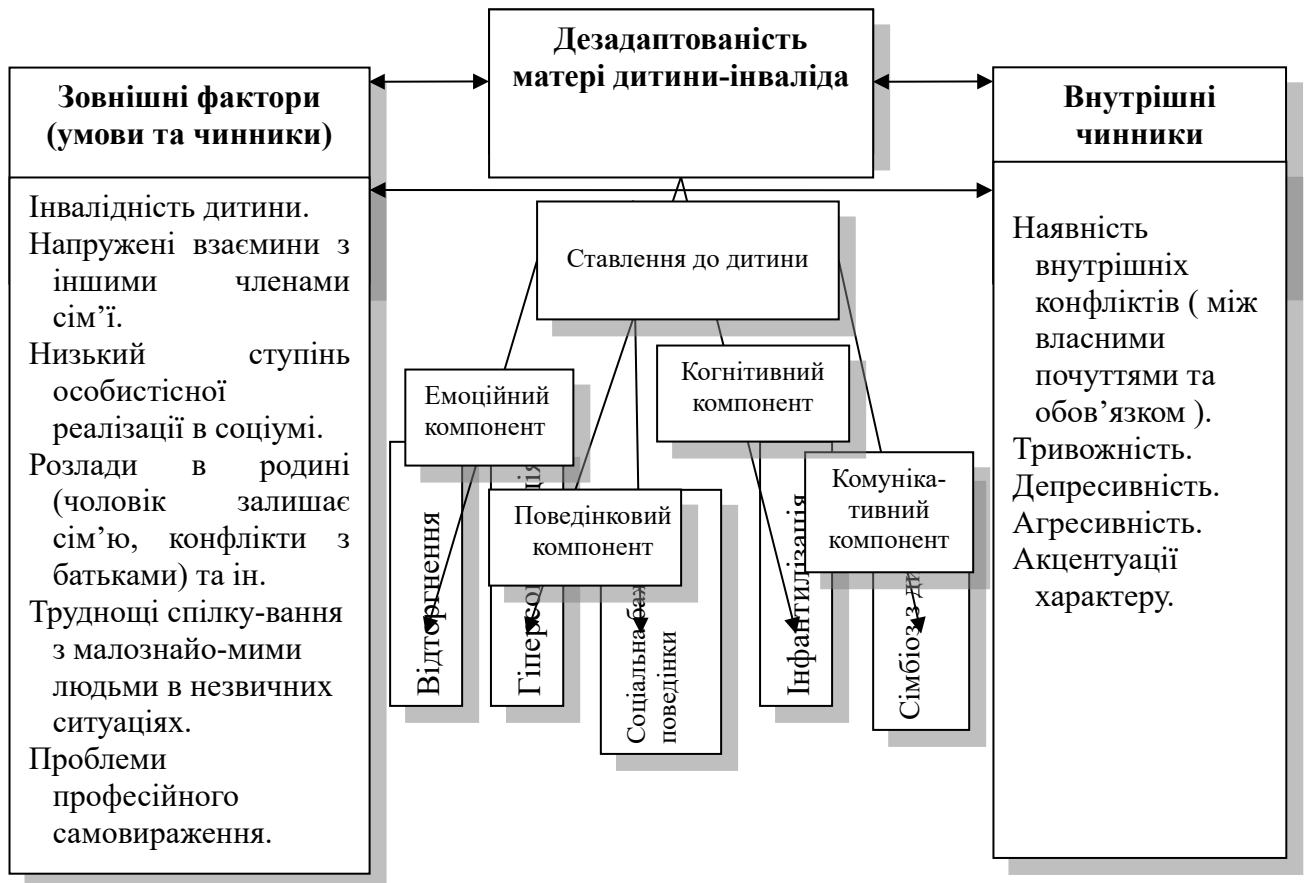 Дезадаптованість
матері дитини-інваліда
Зовнішні фактори
(умови та чинники)
Інвалідність дитини.
Напружені взаємини з
іншими членами
сім’ї.
Низький ступінь
особистісної
реалізації в соціумі.
Розлади в родині
(чоловік залишає
сім’ю, конфлікти з
батьками) та ін.
Труднощі спілку-вання
з малознайо-мими
людьми в незвичних
ситуаціях.
Проблеми
професійного
самовираження.
Ставлення до дитини
Емоційний
компонент
Поведінковий
компонент
Когнітивний
компонент
Комуніка-
тивний
компонент
Відторгнення
Соціальна
поведінки
Інфантилізація
Сімбіоз з
Внутрішні
чинники
Наявність
внутрішніх
конфліктів ( між
власними
почуттями та
обов’язком ).
Тривожність.
Депресивність.
Агресивність.
Акцентуації
характеру.